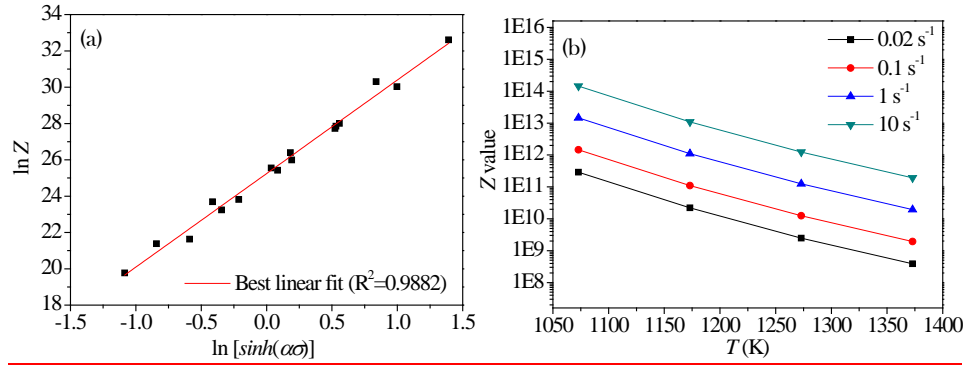 (a)
34
32
30
28
26
24
22
20
18
ln Z
-1.5 -1.0 -0.5 0.0 0.5 1.0 1.5
ln [sinh(ασ)]
Best linear fit (R²=0.9882)
(b)
1E16
1E15
1E14
1E13
1E12
1E11
1E10
1E9
1E8
Z value
0.02 s⁻¹
0.1 s⁻¹
1 s⁻¹
10 s⁻¹
1050 1100 1150 1200 1250 1300 1350 1400
T (K)